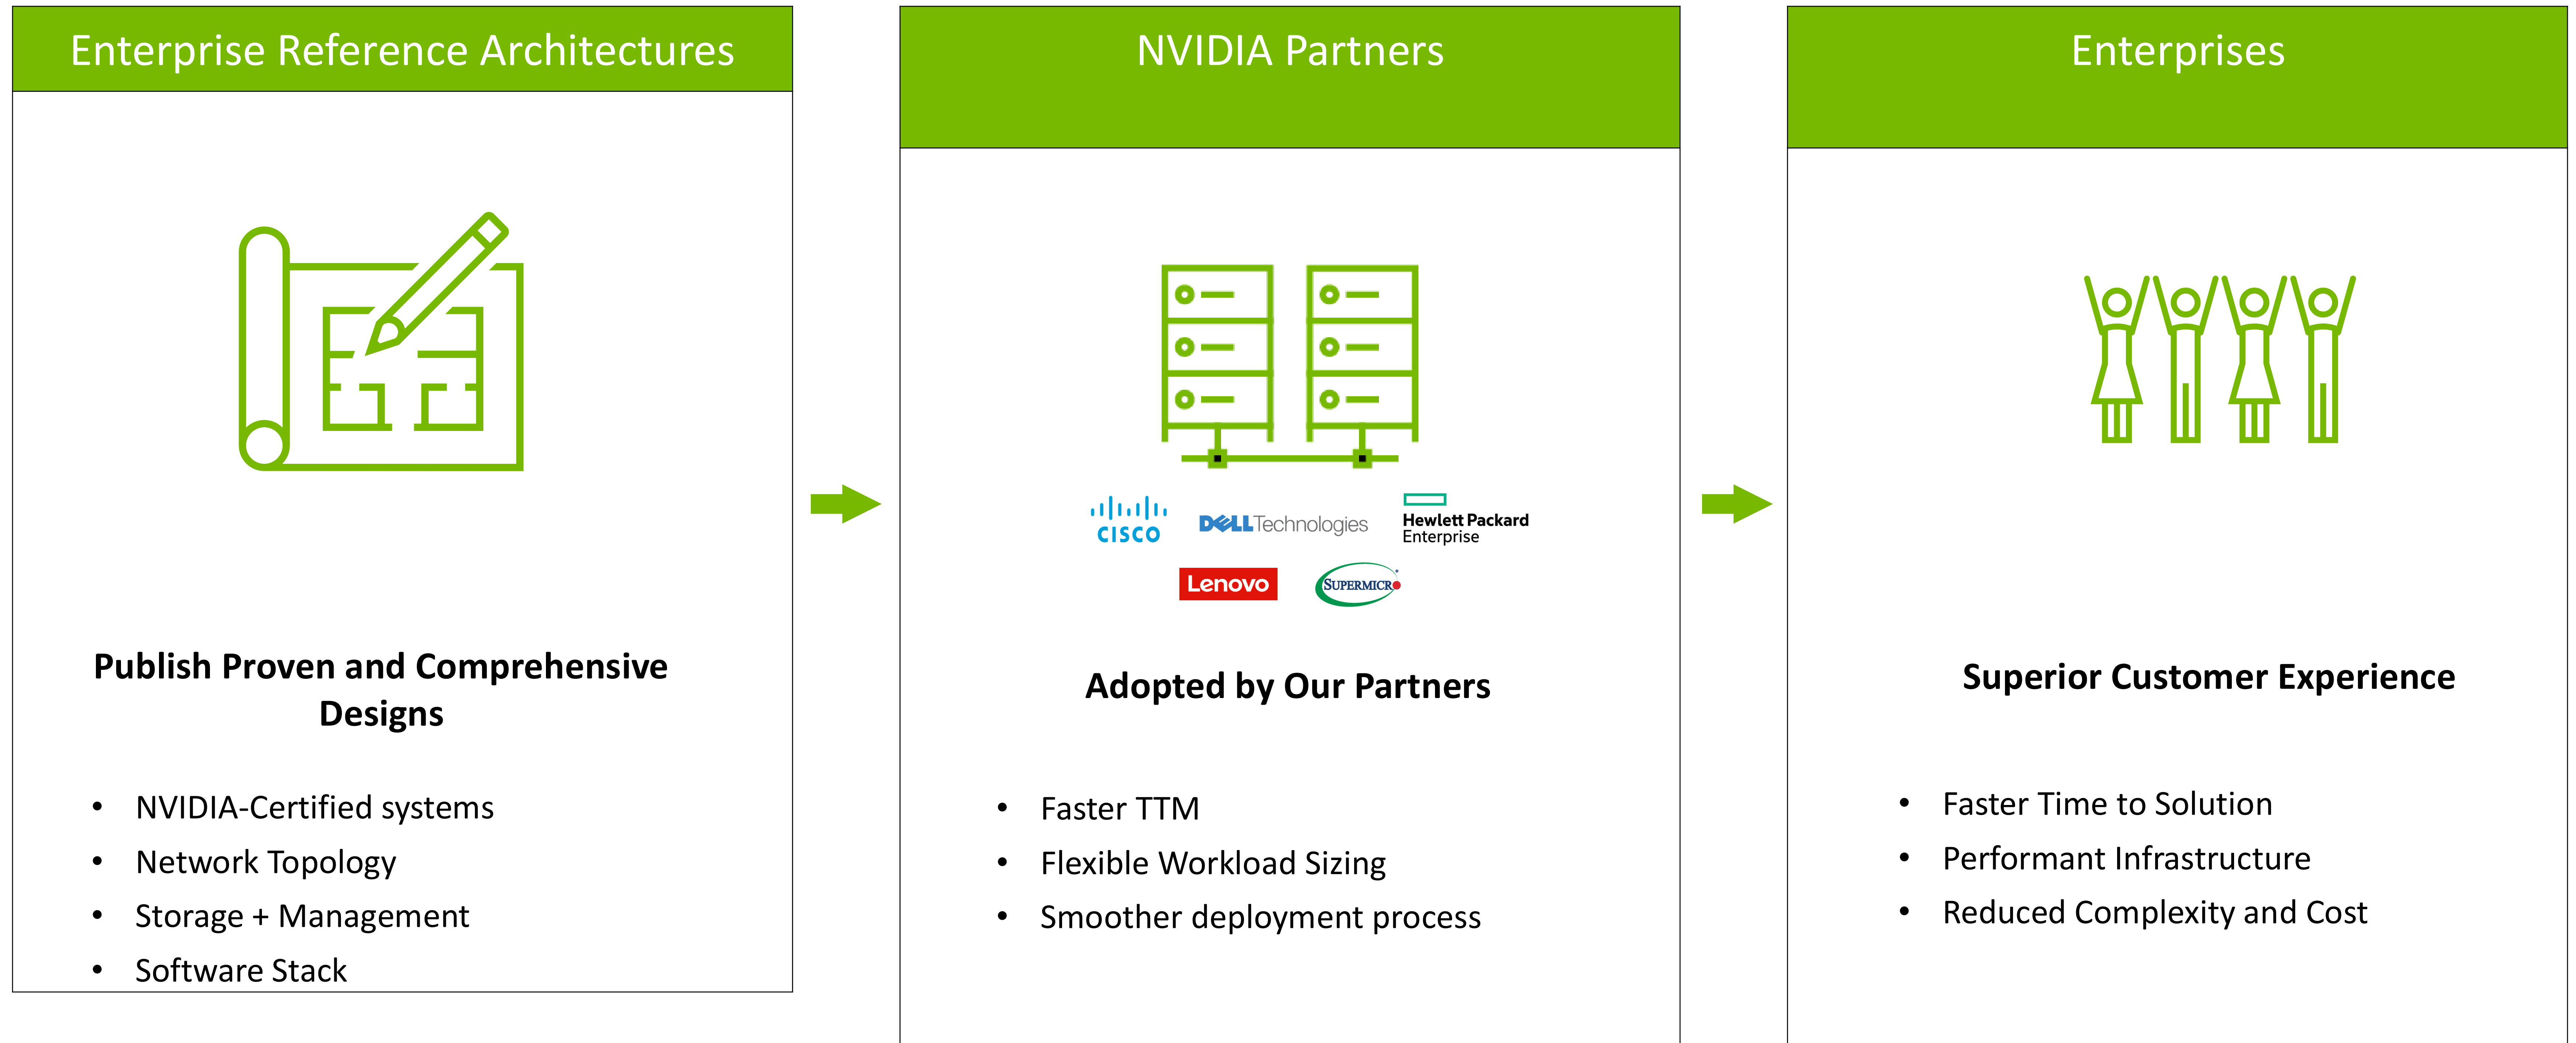 Enterprise Reference Architectures
Publish Proven and Comprehensive
Designs
• NVIDIA-Certified systems
• Network Topology
• Storage + Management
• Software Stack
NVIDIA Partners
CISCO
DELLTechnologies
Hewlett Packard
Enterprise
Lenovo
SUPERMICRO
Adopted by Our Partners
• Faster TTM
• Flexible Workload Sizing
• Smoother deployment process
Enterprises
Superior Customer Experience
• Faster Time to Solution
• Performant Infrastructure
• Reduced Complexity and Cost